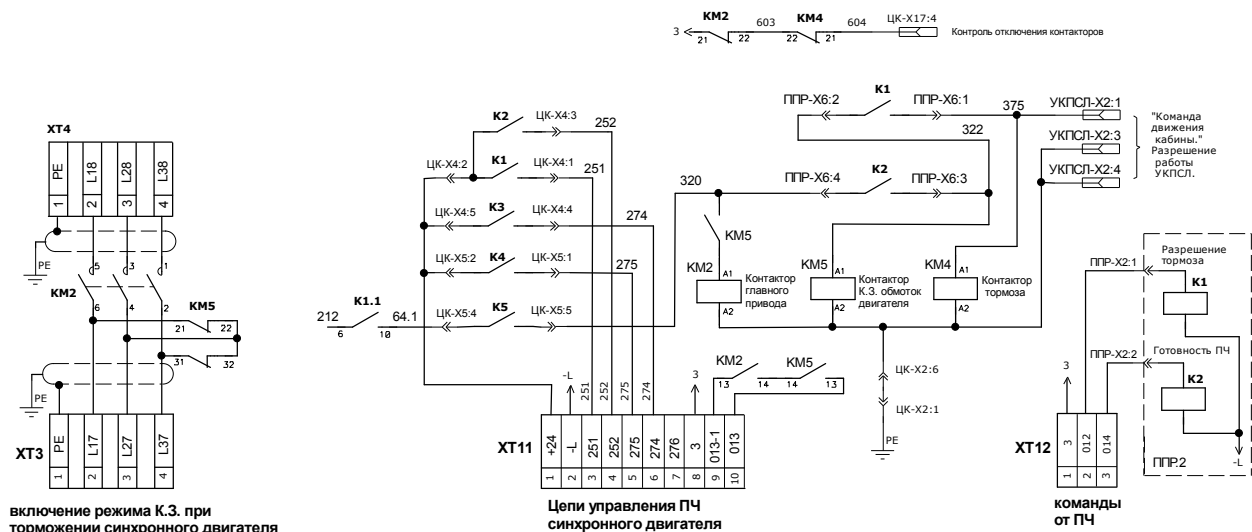 КМ2 603 КМ4 604 ЦК-Х17:4
3 21 22 22 21 Контроль отключения контакторов
XT4
PE L18 L28 L38
1 2 3 4
PE
5 3 1
КМ2
6 4 2
КМ5
21 22
31 32
PE
XT3
PE L17 L27 L37
1 2 3 4
включение режима К.З. при
торможении синхронного двигателя
К2 ЦК-Х4:3 252
ЦК-Х4:2 К1 ЦК-Х4:1 251
ЦК-Х4:5 К3 ЦК-Х4:4 274
ЦК-Х5:2 К4 ЦК-Х5:1 275
212 К1.1 64.1 ЦК-Х5:4 К5 ЦК-Х5:5
6 10
320
ППР-Х6:2 К1 ППР-Х6:1 375 УКПСЛ-Х2:1
322
УКПСЛ-Х2:3
ППР-Х6:4 К2 ППР-Х6:3 УКПСЛ-Х2:4
"Команда
движения
кабины."
Разрешение
работы
УКПСЛ.
КМ5
КМ2 А1 А2
Контактор
главного
привода
КМ5 А1 А2
Контактор
К.З. обмоток
двигателя
КМ4 А1 А2
Контактор
тормоза
-L 251 252 275 274 3
КМ2 КМ5
13 14 14 13
ЦК-Х2:6
ЦК-Х2:1
PE
XT11
+24 -L 251 252 275 274 276 3 013-1 013
1 2 3 4 5 6 7 8 9 10
Цепи управления ПЧ
синхронного двигателя
ППР-Х2:1
Разрешение
тормоза
К1
ППР-Х2:2
Готовность ПЧ
К2
3
XT12
3 012 014
1 2 3
ППР.2
-L
команды
от ПЧ